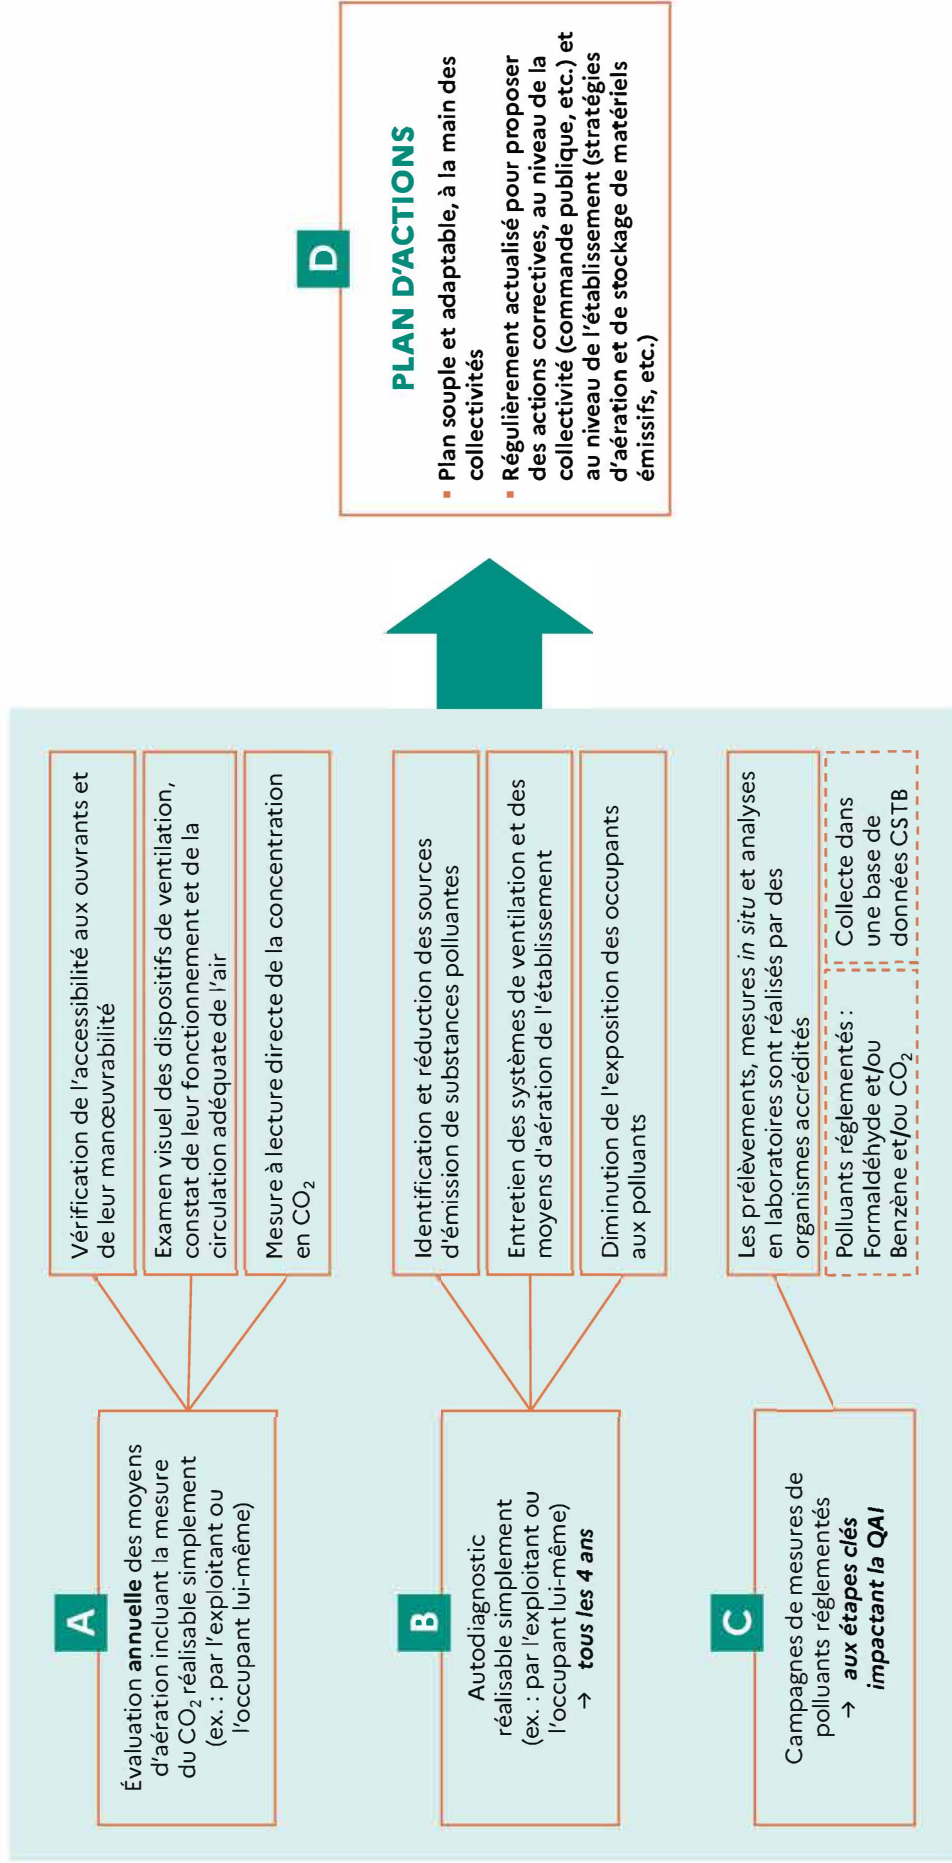 A
Évaluation annuelle des moyens
d'aération incluant la mesure
du CO₂ réalisable simplement
(ex. : par l'exploitant ou
l'occupant lui-même)
Vérification de l'accessibilité aux ouvrants et
de leur manœuvrabilité
Examen visuel des dispositifs de ventilation,
constat de leur fonctionnement et de la
circulation adéquate de l'air
Mesure à lecture directe de la concentration
en CO₂
B
Autodiagnostic
réalisable simplement
(ex. : par l'exploitant ou
l'occupant lui-même)
→ tous les 4 ans
Identification et réduction des sources
d'émission de substances polluantes
Entretien des systèmes de ventilation et des
moyens d'aération de l'établissement
Diminution de l'exposition des occupants
aux polluants
C
Campagnes de mesures de
polluants réglementés
→ aux étapes clés
impactant la QAI
Les prélèvements, mesures in situ et analyses
en laboratoires sont réalisés par des
organismes accrédités
Polluants réglementés :
Formaldéhyde et/ou
Benzène et/ou CO₂
Collecte dans
une base de
données CSTB
D
PLAN D'ACTIONS
▪ Plan souple et adaptable, à la main des
collectivités
▪ Régulièrement actualisé pour proposer
des actions correctives, au niveau de la
collectivité (commande publique, etc.) et
au niveau de l'établissement (stratégies
d'aération et de stockage de matériels
émissifs, etc.)